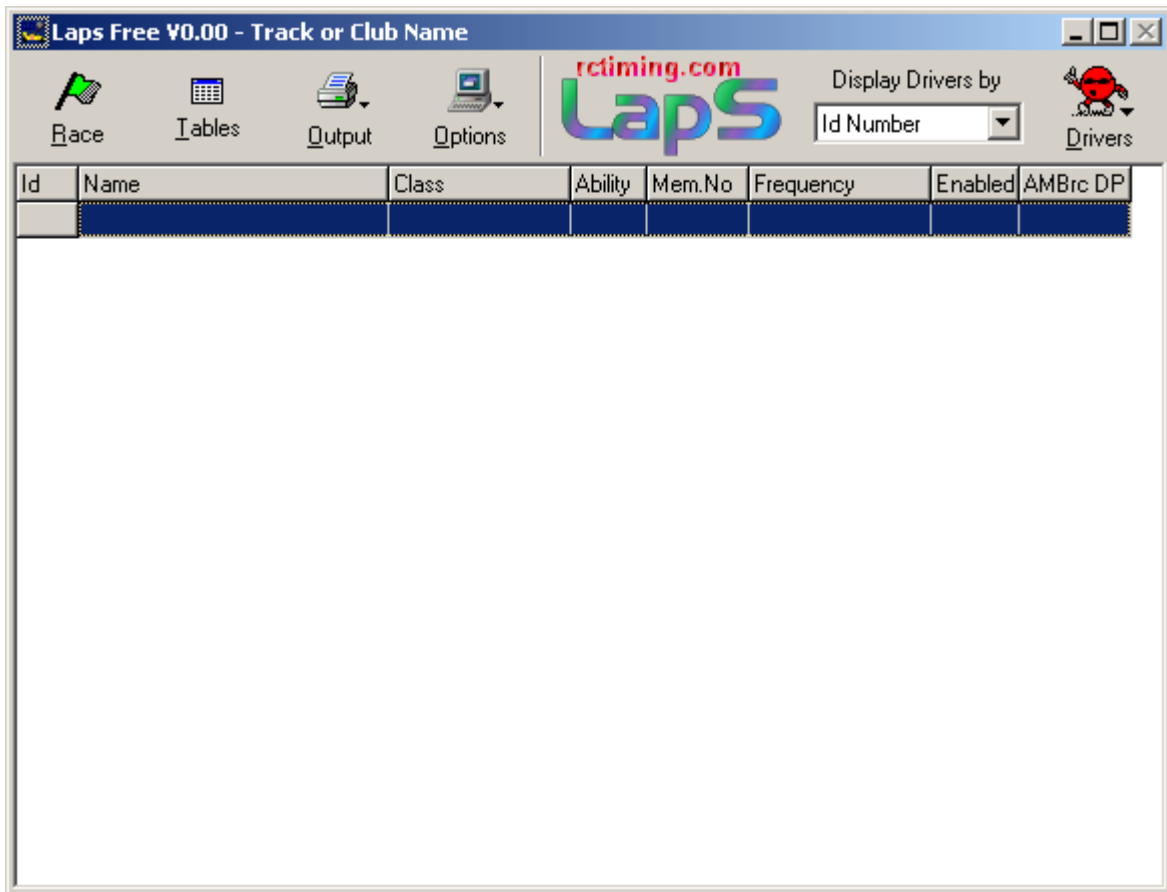 Laps Free V0.00 - Track or Club Name
rctiming.com
LapS
Display Drivers by
Race
Tables
Output
Options
Id Number
Drivers
Id Name Class Ability Mem.No Frequency Enabled AMBrc DP